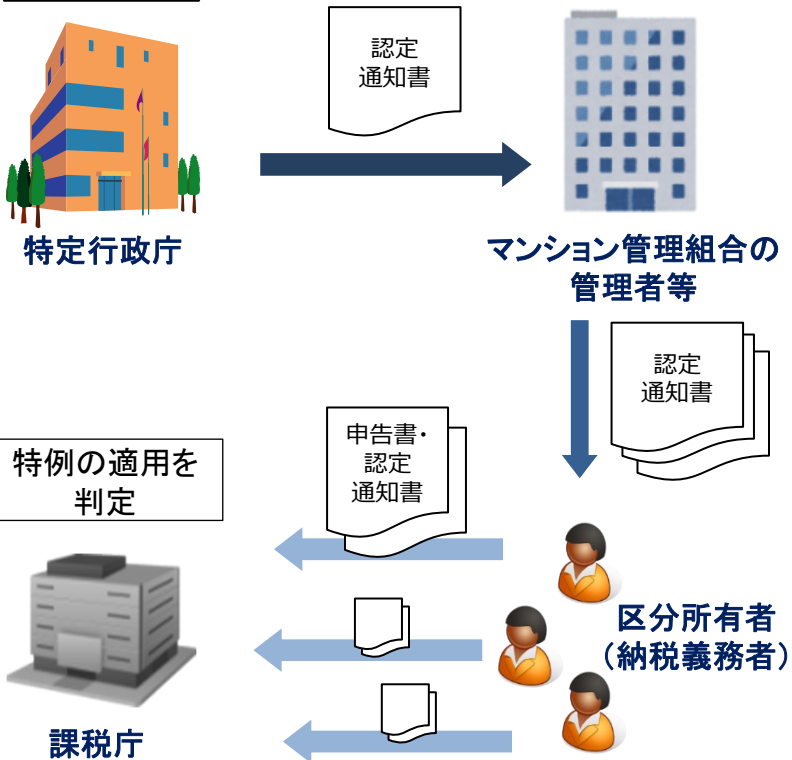 認定
通知書
特定行政庁
マンション管理組合の
管理者等
認定
通知書
申告書・
認定
通知書
特例の適用を
判定
区分所有者
（納税義務者）
課税庁